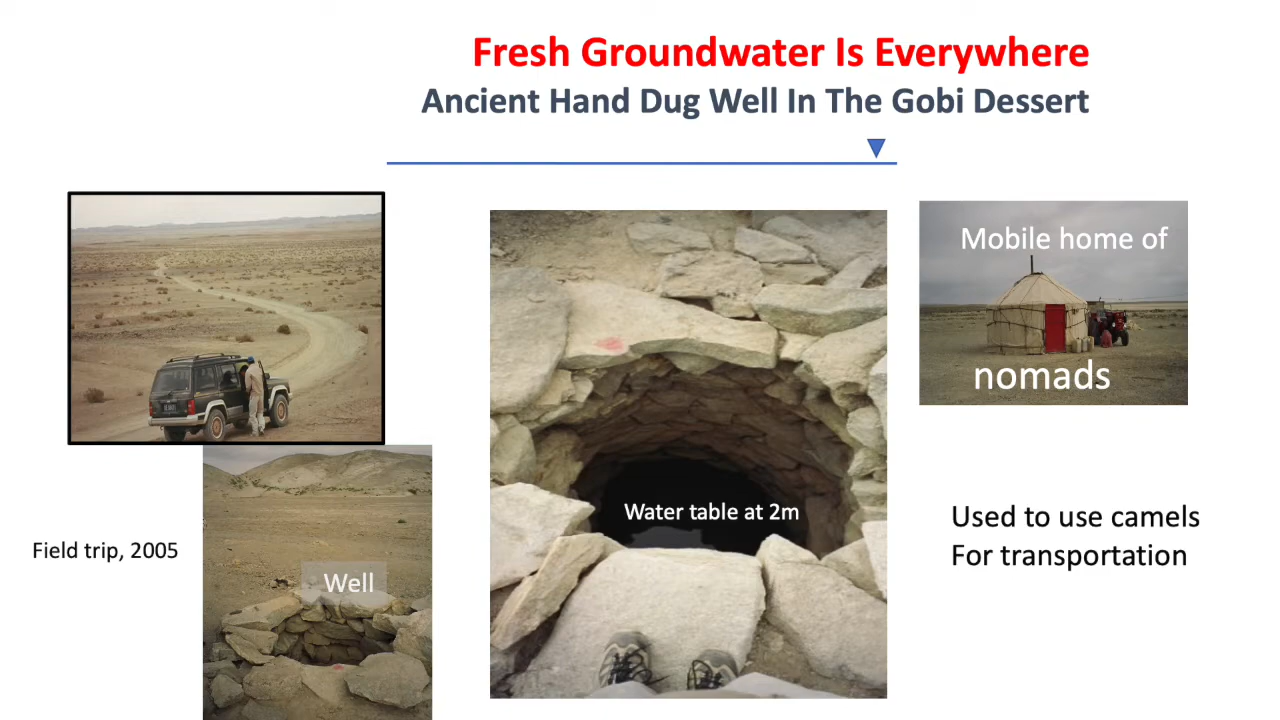 Fresh Groundwater Is Everywhere
Ancient Hand Dug Well In The Gobi Dessert
Mobile home of
nomads
Water table at 2m
Used to use camels
For transportation
Field trip, 2005
Well